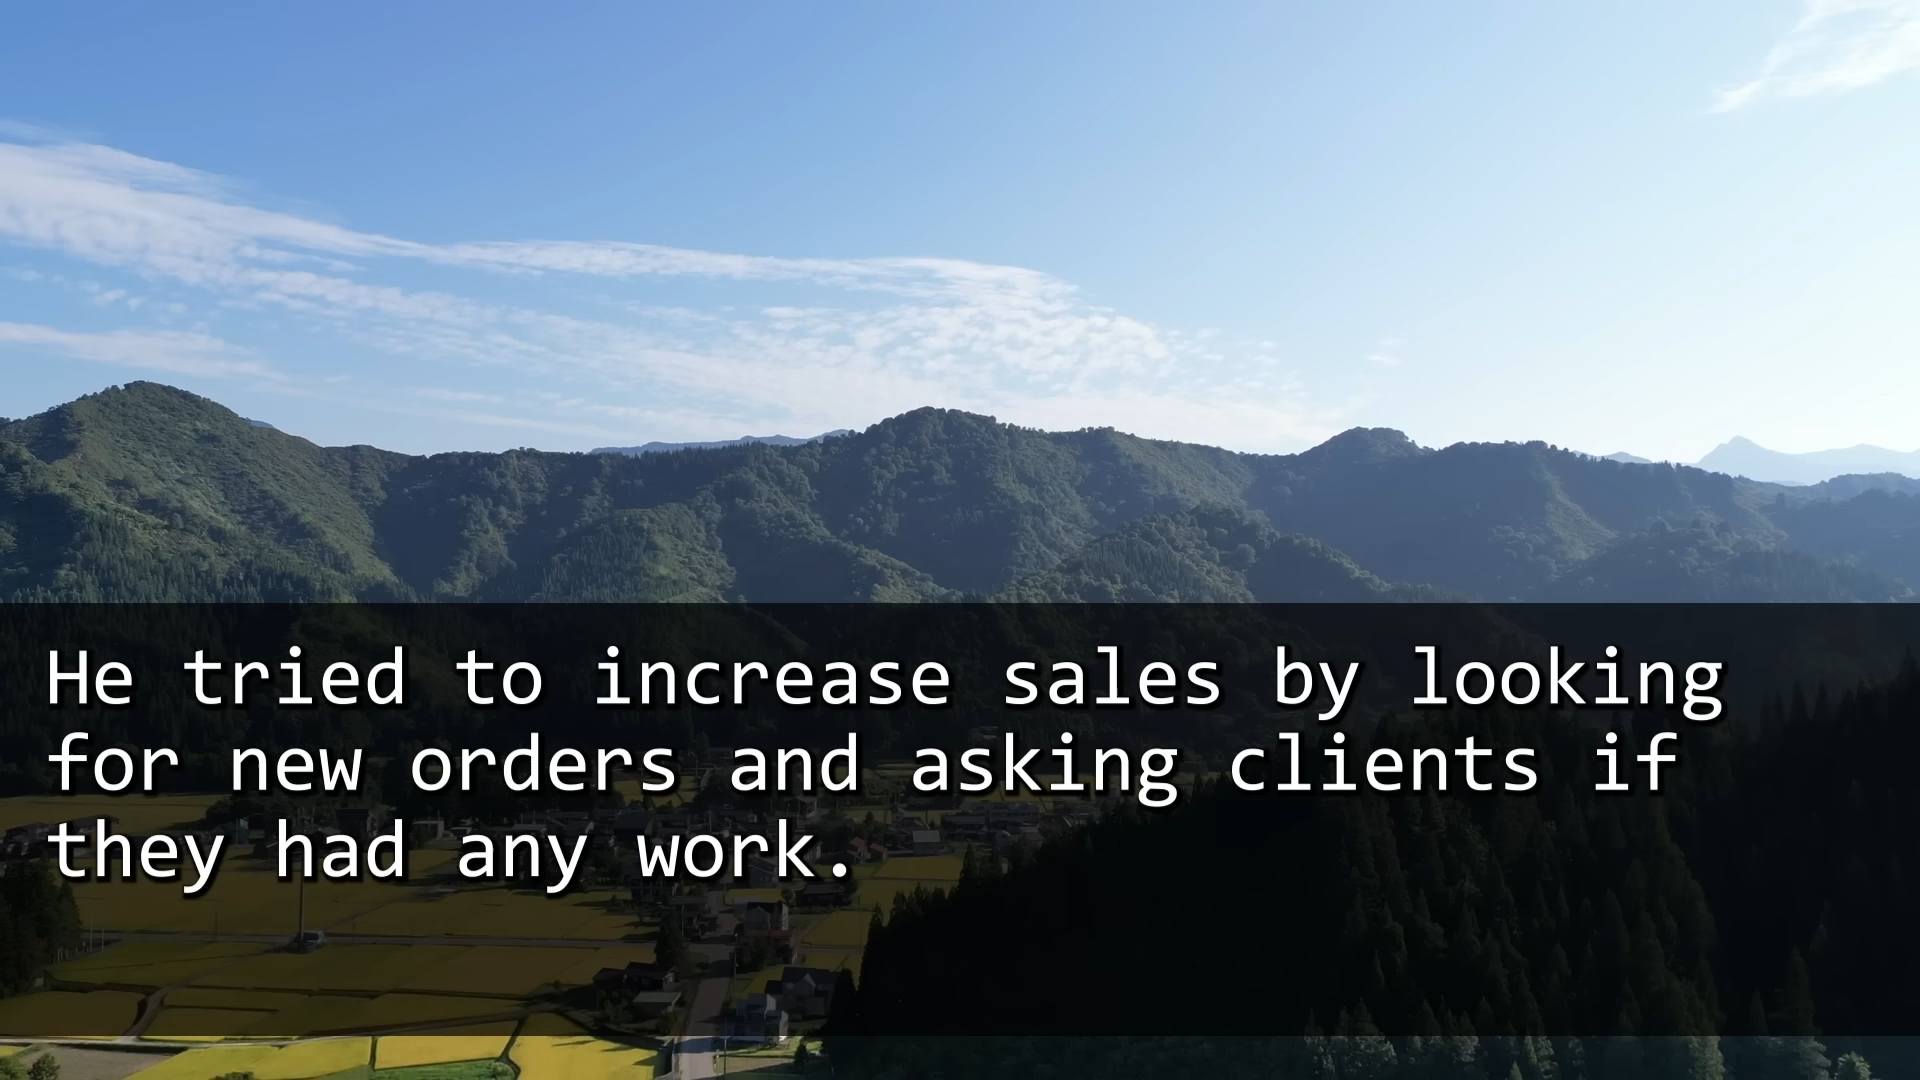 He tried to increase sales by looking
for new orders and asking clients if
they had any work.